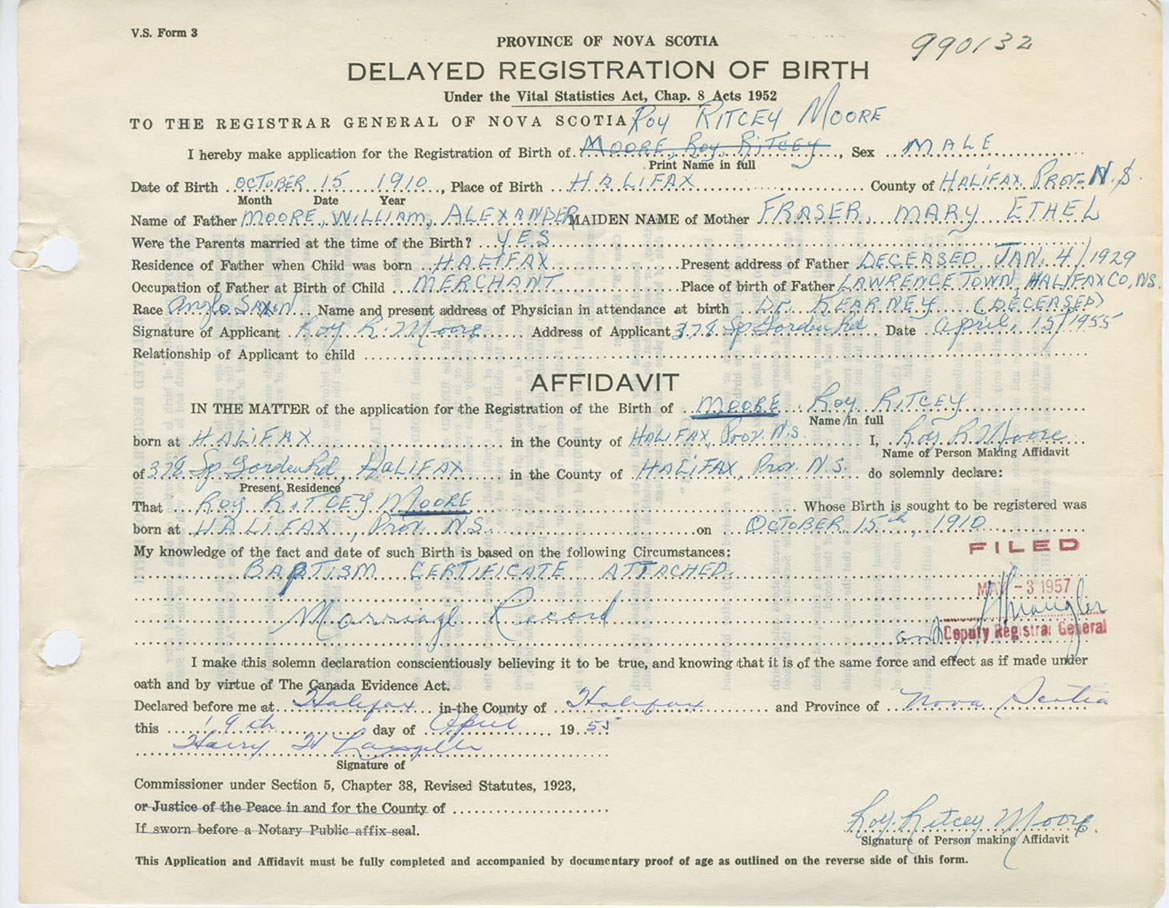 V.S. Form 3
990132
PROVINCE OF NOVA SCOTIA
DELAYED REGISTRATION OF BIRTH
Under the Vital Statistics Act, Chap. 8 Acts 1952
TO THE REGISTRAR GENERAL OF NOVA SCOTIA Roy RITCEY MOORE
I hereby make application for the Registration of Birth of MOORE, Roy, RITCEY, Sex MALE
Print Name in full
Date of Birth OCTOBER 15 1910, Place of Birth HALIFAX County of HALIFAX PROV. N.S.
Month Date Year
Name of Father MOORE, WILLIAM, ALEXANDER MAIDEN NAME of Mother FRASER, MARY ETHEL
Were the Parents married at the time of the Birth? YES
Residence of Father when Child was born HALIFAX Present address of Father DECEASED JAN. 4/1929
Occupation of Father at Birth of Child MERCHANT Place of birth of Father LAWRENCETOWN, HALIFAX CO, N.S.
Race Anglo Saxon Name and present address of Physician in attendance at birth Dr. KEARNEY (DECEASED)
Signature of Applicant Roy R. Moore Address of Applicant 378 Date April, 15/1955
Relationship of Applicant to child
AFFIDAVIT
IN THE MATTER of the application for the Registration of the Birth of MOORE Roy RITCEY
Name in full
born at HALIFAX in the County of HALIFAX, Prov. N.S. I, Roy R. Moore
Name of Person Making Affidavit
of 378 HALIFAX in the County of HALIFAX, Prov. N.S. do solemnly declare:
Present Residence
That Roy RITCEY MOORE Whose Birth is sought to be registered was
born at HALIFAX, Prov. N.S. on OCTOBER 15th, 1910
My knowledge of the fact and date of such Birth is based on the following Circumstances:
FILED
BAPTISM CERTIFICATE ATTACHED.
MAY - 3 1957
Marriage Record
Deputy Registrar General
I make this solemn declaration conscientiously believing it to be true, and knowing that it is of the same force and effect as if made under
oath and by virtue of The Canada Evidence Act.
Declared before me at Halifax in the County of Halifax and Province of Nova Scotia
this 19th day of April 1955
Harry W
Signature of
Commissioner under Section 5, Chapter 38, Revised Statutes, 1923,
or Justice of the Peace in and for the County of
If sworn before a Notary Public affix seal.
Roy Ritcey Moore.
Signature of Person making Affidavit
This Application and Affidavit must be fully completed and accompanied by documentary proof of age as outlined on the reverse side of this form.